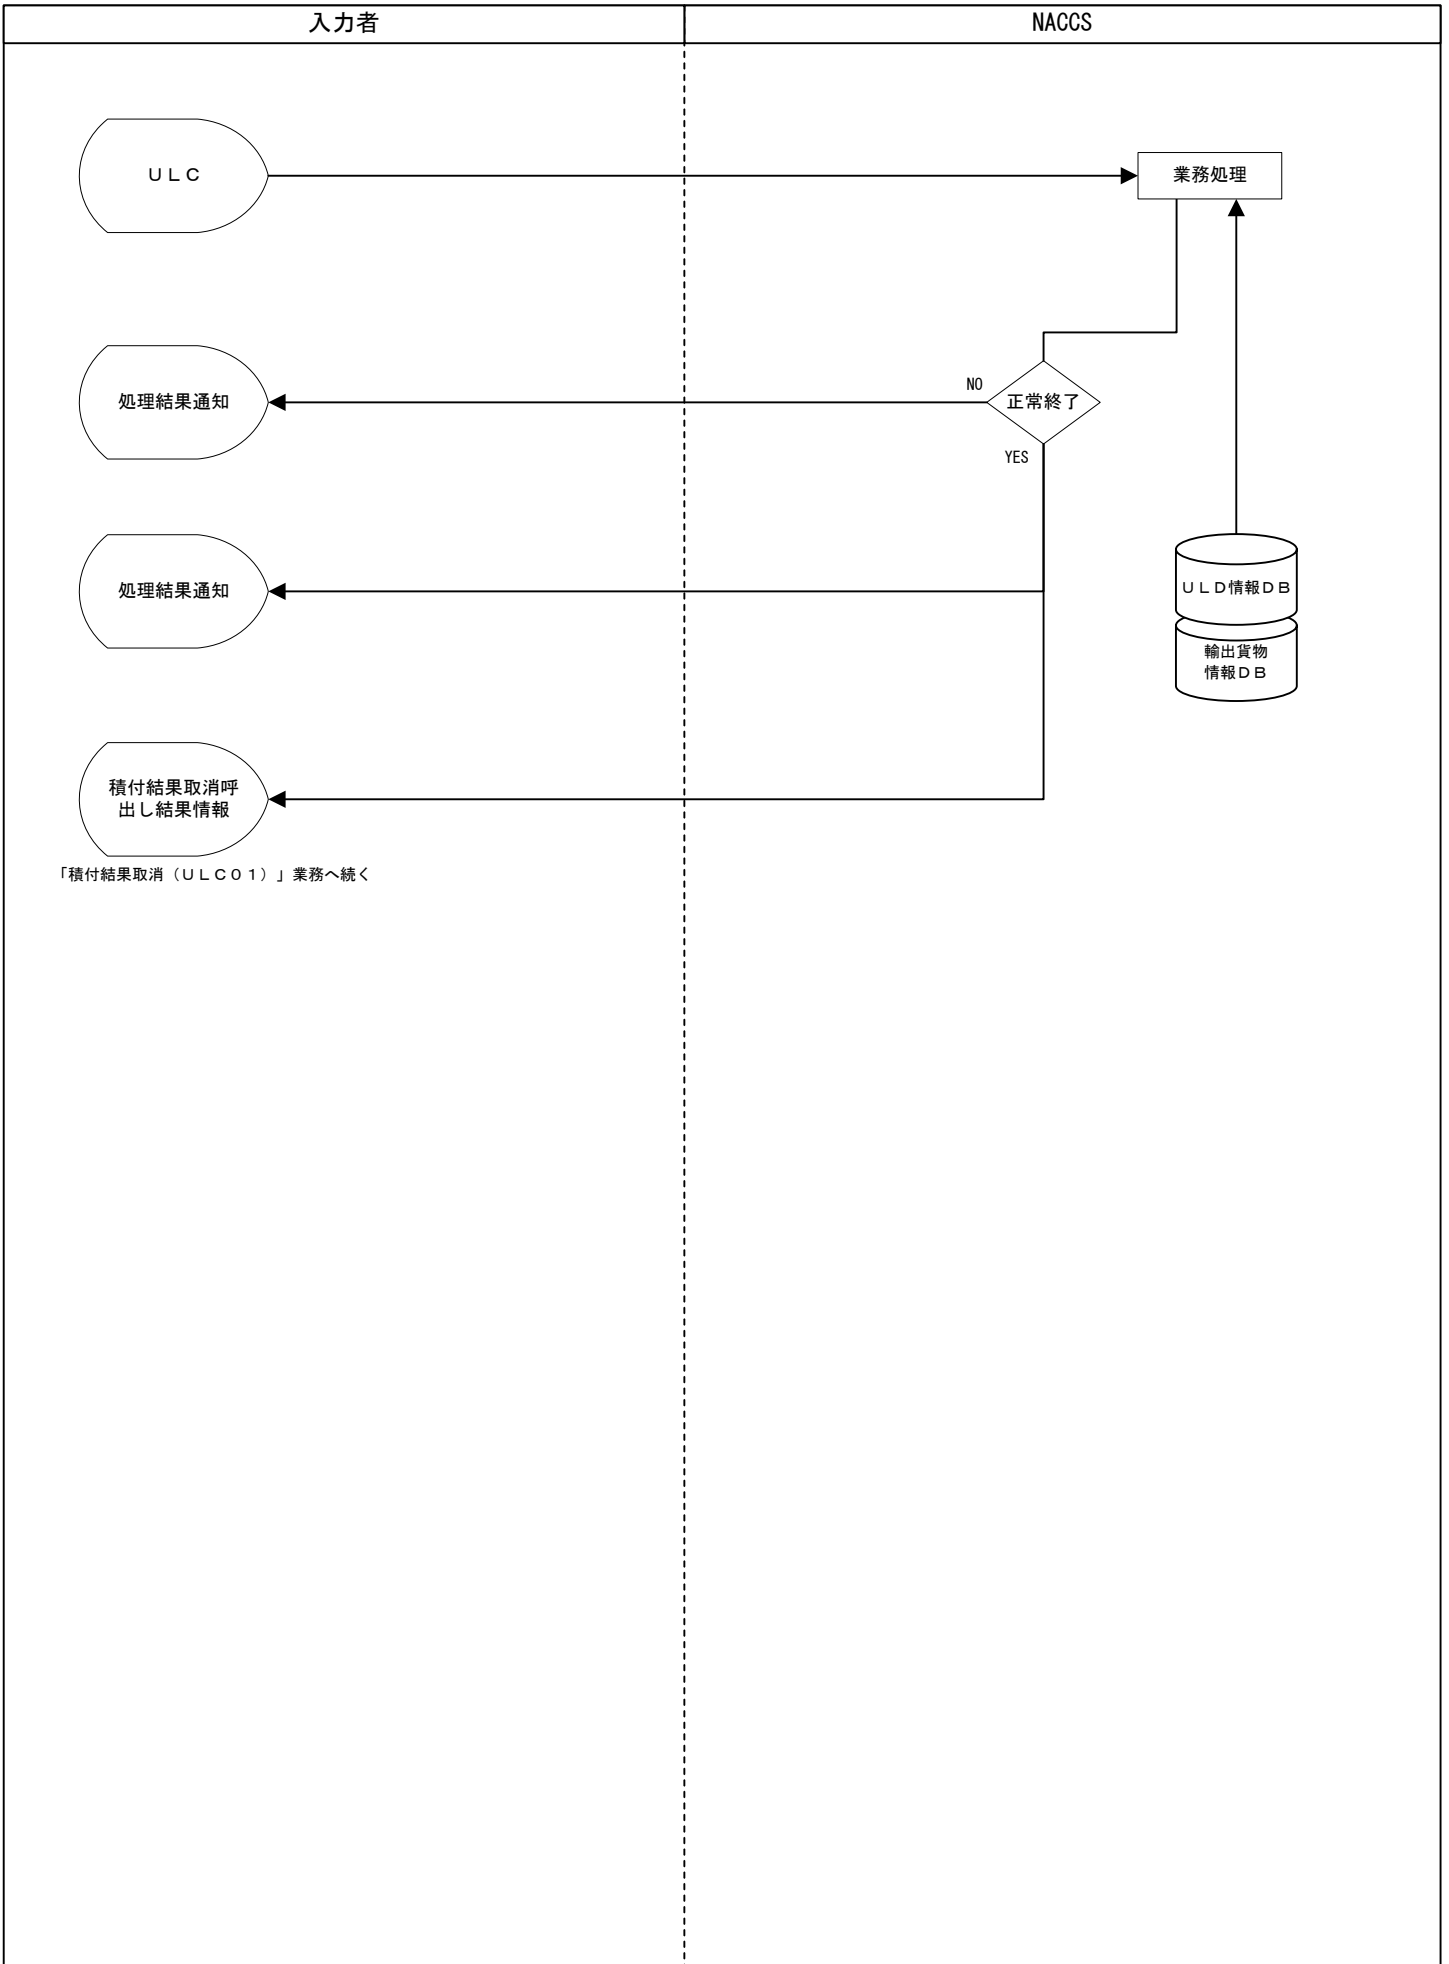 入力者
NACCS
ＵＬＣ
業務処理
処理結果通知
NO
正常終了
YES
処理結果通知
ＵＬＤ情報ＤＢ
輸出貨物
情報ＤＢ
積付結果取消呼
出し結果情報
「積付結果取消（ＵＬＣ０１）」業務へ続く